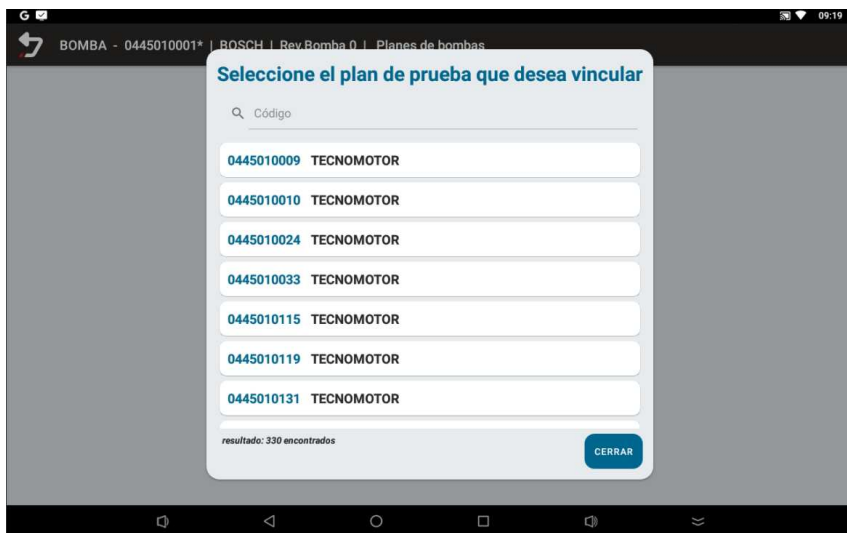 G 09:19
BOMBA - 0445010001* | BOSCH | Rev.Bomba 0 | Planes de bombas
Seleccione el plan de prueba que desea vincular
Código
0445010009 TECNOMOTOR
0445010010 TECNOMOTOR
0445010024 TECNOMOTOR
0445010033 TECNOMOTOR
0445010115 TECNOMOTOR
0445010119 TECNOMOTOR
0445010131 TECNOMOTOR
resultado: 330 encontrados
CERRAR